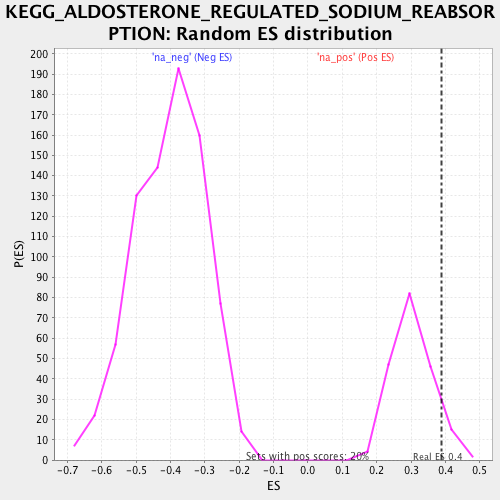 KEGG_ALDOSTERONE_REGULATED_SODIUM_REABSOR
PTION: Random ES distribution
'na_neg' (Neg ES)
'na_pos' (Pos ES)
200
190
180
170
160
150
140
130
120
110
100
90
80
70
60
50
40
30
20
10
0
P(ES)
Sets with pos scores: 20%
Real ES 0.4
-0.7 -0.6 -0.5 -0.4 -0.3 -0.2 -0.1 0.0 0.1 0.2 0.3 0.4 0.5
ES